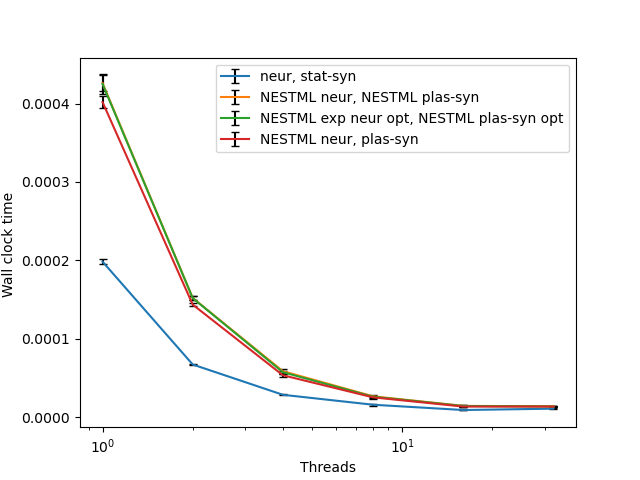 neur, stat-syn
NESTML neur, NESTML plas-syn
NESTML exp neur opt, NESTML plas-syn opt
NESTML neur, plas-syn
Wall clock time
0.0004
0.0003
0.0002
0.0001
0.0000
10⁰
10¹
Threads